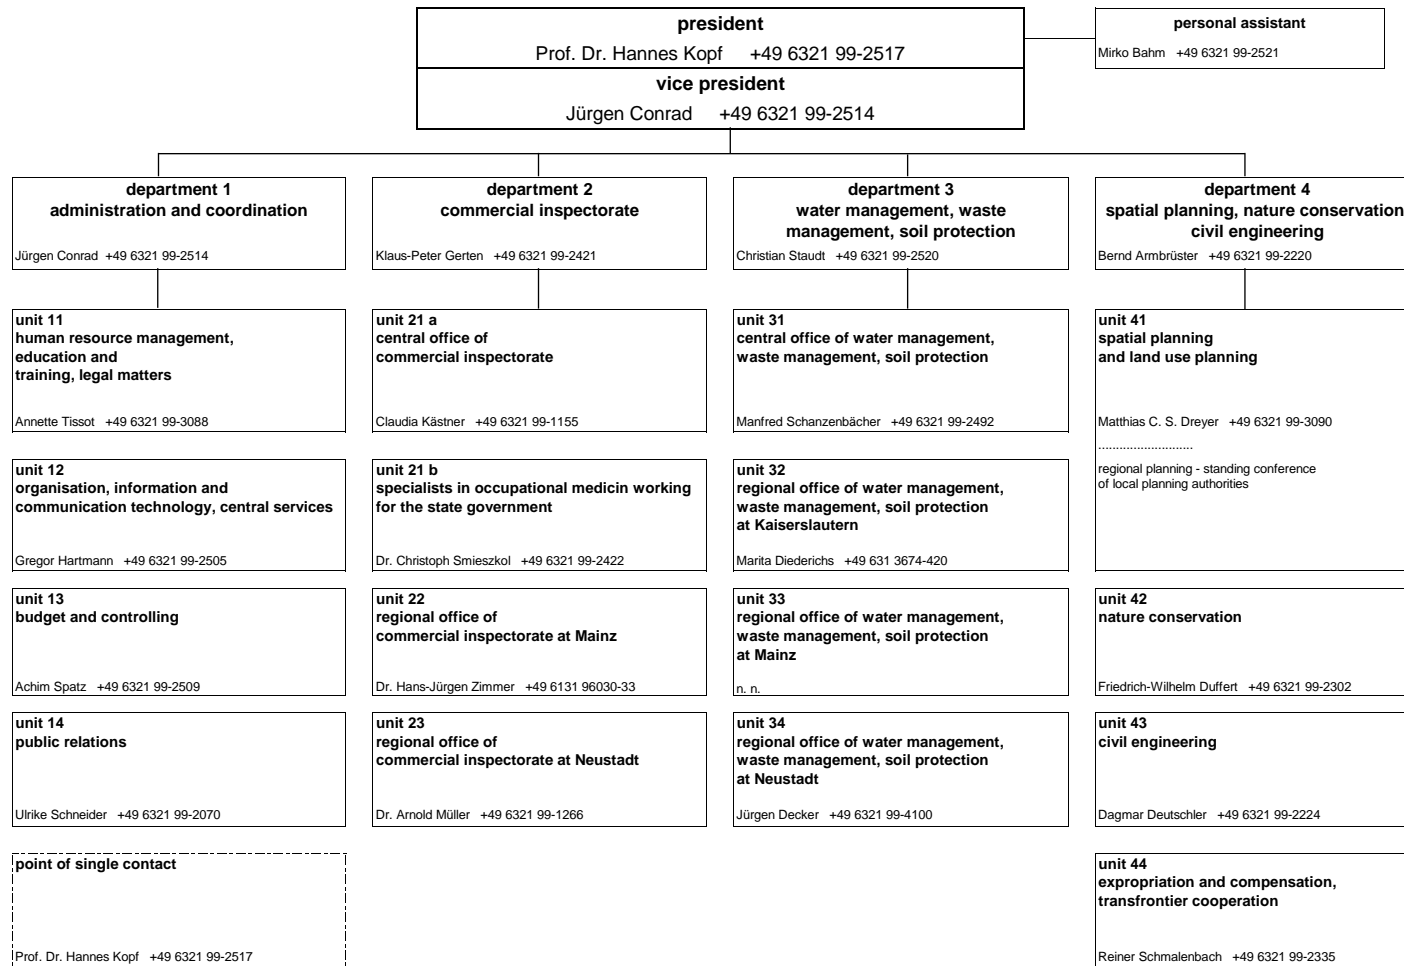 president
Prof. Dr. Hannes Kopf +49 6321 99-2517
vice president
Jürgen Conrad +49 6321 99-2514
personal assistant
Mirko Bahm +49 6321 99-2521
department 1
administration and coordination
Jürgen Conrad +49 6321 99-2514
department 2
commercial inspectorate
Klaus-Peter Gerten +49 6321 99-2421
department 3
water management, waste
management, soil protection
Christian Staudt +49 6321 99-2520
department 4
spatial planning, nature conservation
civil engineering
Bernd Armbrüster +49 6321 99-2220
unit 11
human resource management,
education and
training, legal matters
Annette Tissot +49 6321 99-3088
unit 21 a
central office of
commercial inspectorate
Claudia Kästner +49 6321 99-1155
unit 31
central office of water management,
waste management, soil protection
Manfred Schanzenbächer +49 6321 99-2492
unit 41
spatial planning
and land use planning
Matthias C. S. Dreyer +49 6321 99-3090
...........................
regional planning - standing conference
of local planning authorities
unit 12
organisation, information and
communication technology, central services
Gregor Hartmann +49 6321 99-2505
unit 21 b
specialists in occupational medicin working
for the state government
Dr. Christoph Smieszkol +49 6321 99-2422
unit 32
regional office of water management,
waste management, soil protection
at Kaiserslautern
Marita Diederichs +49 631 3674-420
unit 13
budget and controlling
Achim Spatz +49 6321 99-2509
unit 22
regional office of
commercial inspectorate at Mainz
Dr. Hans-Jürgen Zimmer +49 6131 96030-33
unit 33
regional office of water management,
waste management, soil protection
at Mainz
n. n.
unit 42
nature conservation
Friedrich-Wilhelm Duffert +49 6321 99-2302
unit 14
public relations
Ulrike Schneider +49 6321 99-2070
unit 23
regional office of
commercial inspectorate at Neustadt
Dr. Arnold Müller +49 6321 99-1266
unit 34
regional office of water management,
waste management, soil protection
at Neustadt
Jürgen Decker +49 6321 99-4100
unit 43
civil engineering
Dagmar Deutschler +49 6321 99-2224
point of single contact
Prof. Dr. Hannes Kopf +49 6321 99-2517
unit 44
expropriation and compensation,
transfrontier cooperation
Reiner Schmalenbach +49 6321 99-2335